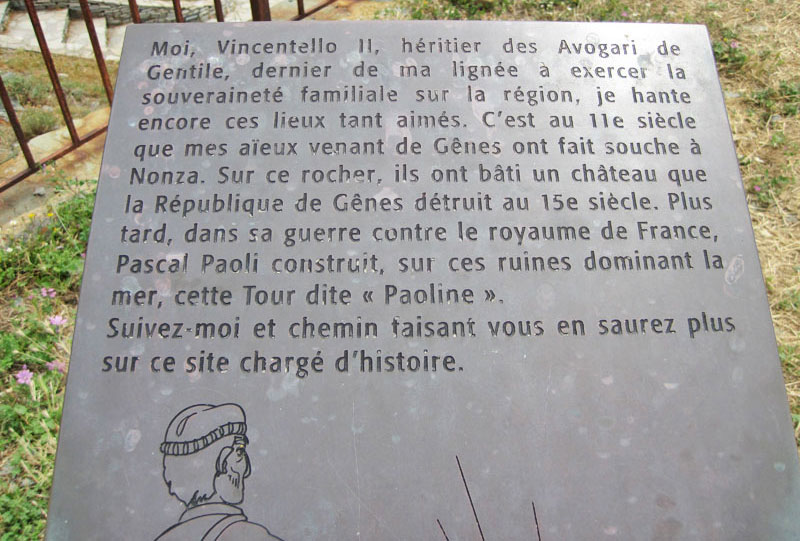 Moi, Vincentello II, héritier des Avogari de
Gentile, dernier de ma lignée à exercer la
souveraineté familiale sur la région, je hante
encore ces lieux tant aimés. C'est au 11e siècle
que mes aïeux venant de Gênes ont fait souche à
Nonza. Sur ce rocher, ils ont bâti un château que
la République de Gênes détruit au 15e siècle. Plus
tard, dans sa guerre contre le royaume de France,
Pascal Paoli construit, sur ces ruines dominant la
mer, cette Tour dite « Paoline ».
Suivez-moi et chemin faisant vous en saurez plus
sur ce site chargé d'histoire.